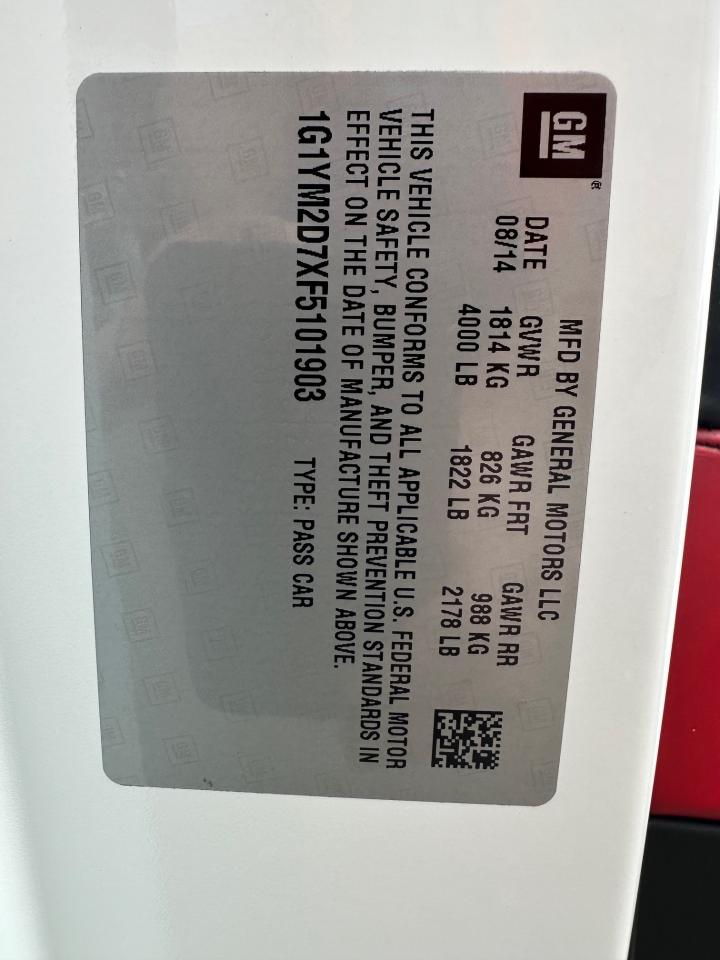 GM®
MFD BY GENERAL MOTORS LLC
DATE GVWR GAWR FRT GAWR RR
08/14 1814 KG 826 KG 988 KG
4000 LB 1822 LB 2178 LB
THIS VEHICLE CONFORMS TO ALL APPLICABLE U.S. FEDERAL MOTOR
VEHICLE SAFETY, BUMPER, AND THEFT PREVENTION STANDARDS IN
EFFECT ON THE DATE OF MANUFACTURE SHOWN ABOVE.
1G1YM2D7XF5101903 TYPE: PASS CAR